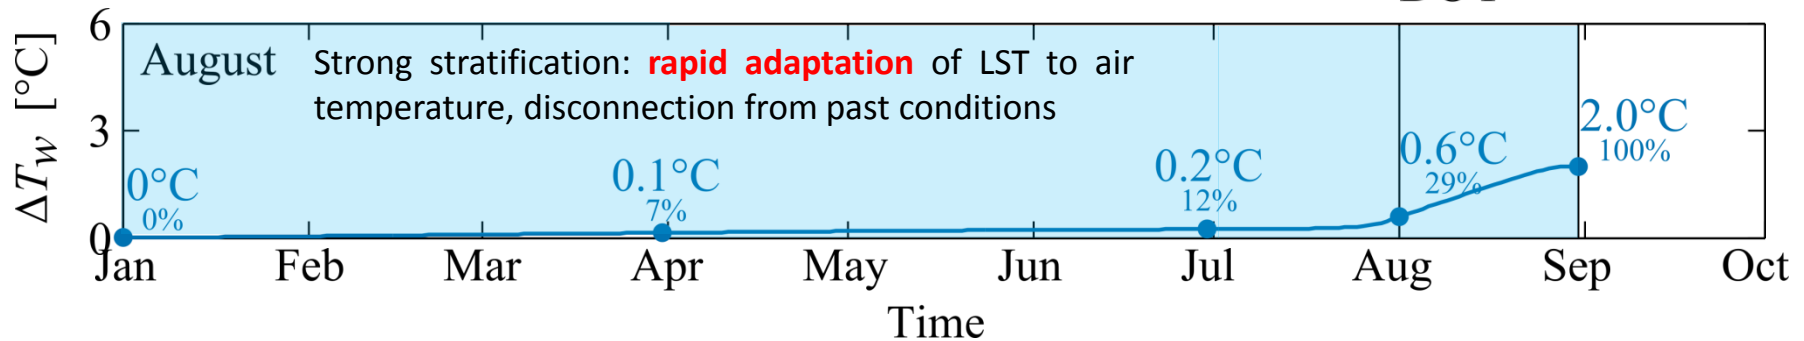 6
ΔT_w [°C]
August
Strong stratification: rapid adaptation of LST to air
temperature, disconnection from past conditions
3
2.0°C
100%
0.6°C
29%
0.2°C
12%
0.1°C
7%
0°C
0%
0
Jan Feb Mar Apr May Jun Jul Aug Sep Oct
Time